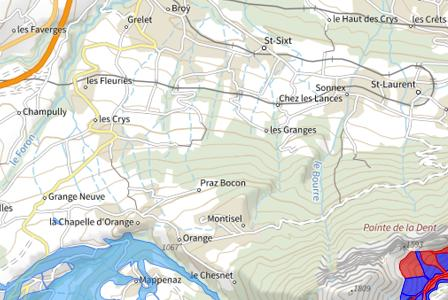 Broÿ
Grelet
le Haut des Crys
les Crêts
les Faverges
St-Sixt
les Fleuries
Sonnex
St-Laurent
Chez les Lances
Champully
les Crys
les Granges
le Foron
le Bourre
Praz Bocon
Grange Neuve
lles
la Chapelle d'Orange
Montisel
Pointe de la Dent
Orange
1067
1593
Mappenaz
le Chesnet
1809